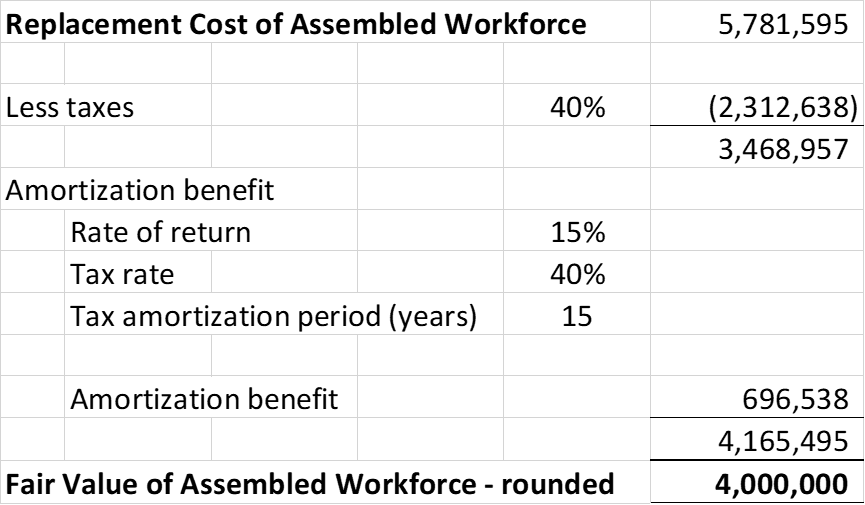 Replacement Cost of Assembled Workforce 5,781,595
Less taxes 40% (2,312,638)
3,468,957
Amortization benefit
Rate of return 15%
Tax rate 40%
Tax amortization period (years) 15
Amortization benefit 696,538
4,165,495
Fair Value of Assembled Workforce - rounded 4,000,000